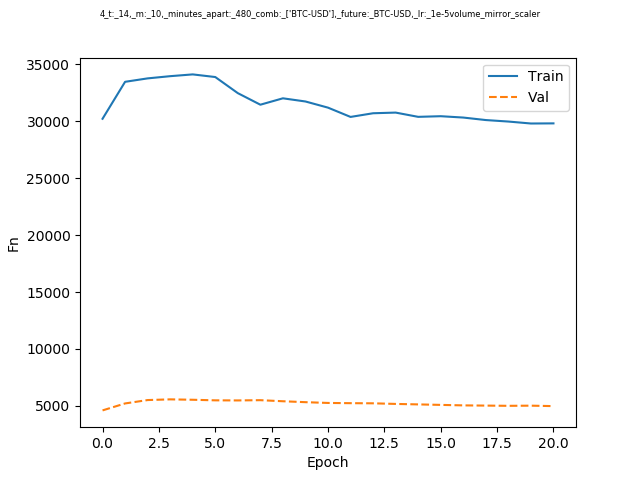 4_t:_14,_m:_10,_minutes_apart:_480_comb:_['BTC-USD'],_future:_BTC-USD,_lr:_1e-5volume_mirror_scaler
35000
30000
25000
20000
15000
10000
5000
Fn
Train
Val
0.0 2.5 5.0 7.5 10.0 12.5 15.0 17.5 20.0
Epoch